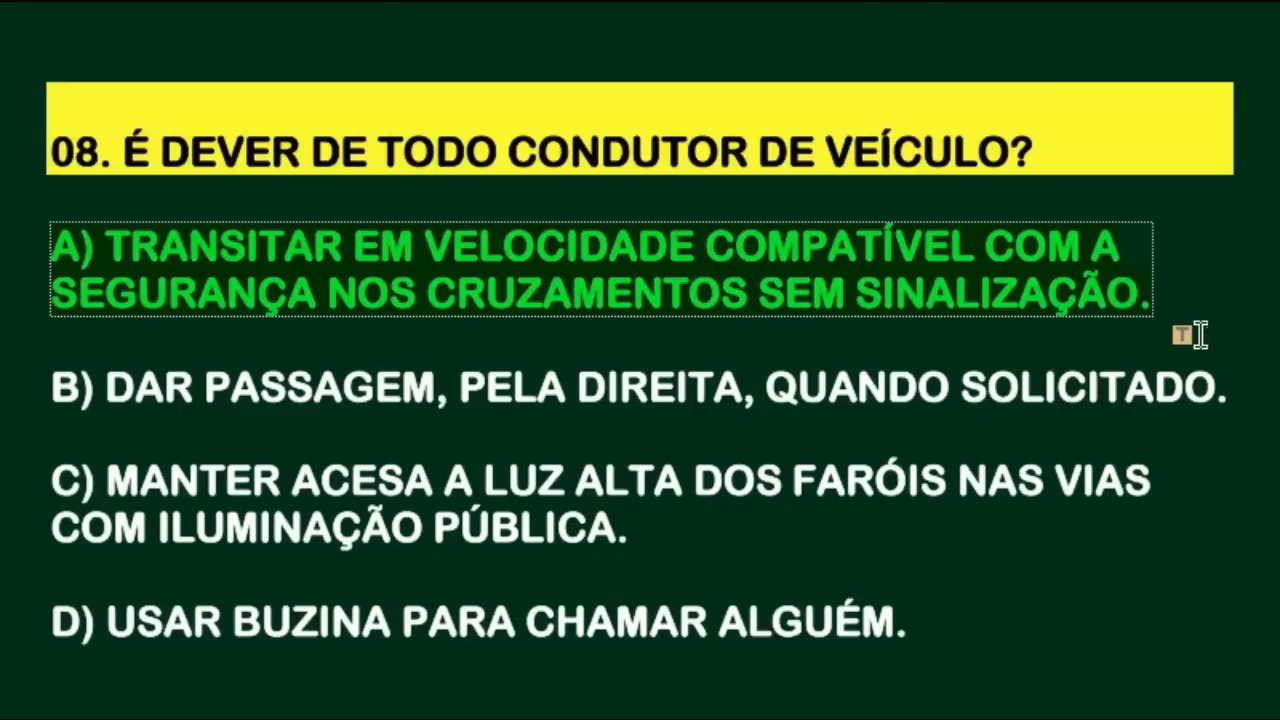 08. É DEVER DE TODO CONDUTOR DE VEÍCULO?
A) TRANSITAR EM VELOCIDADE COMPATÍVEL COM A
SEGURANÇA NOS CRUZAMENTOS SEM SINALIZAÇÃO.
T
B) DAR PASSAGEM, PELA DIREITA, QUANDO SOLICITADO.
C) MANTER ACESA A LUZ ALTA DOS FARÓIS NAS VIAS
COM ILUMINAÇÃO PÚBLICA.
D) USAR BUZINA PARA CHAMAR ALGUÉM.